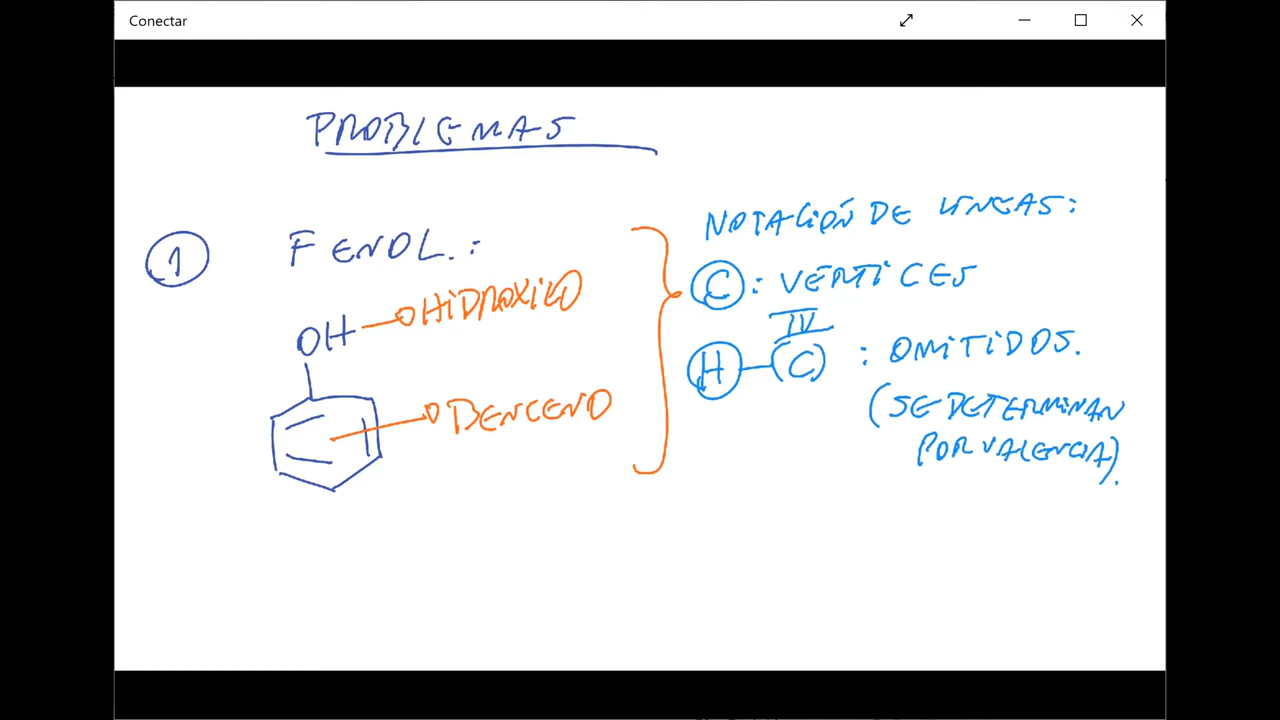 Conectar
PROBLEMAS
1 FENOL.:
OH HIDROXILO
BENCENO
NOTACIÓN DE LÍNEAS:
C : VÉRTICES
IV
H-(C) : OMITIDOS.
(SE DETERMINAN
POR VALENCIA).